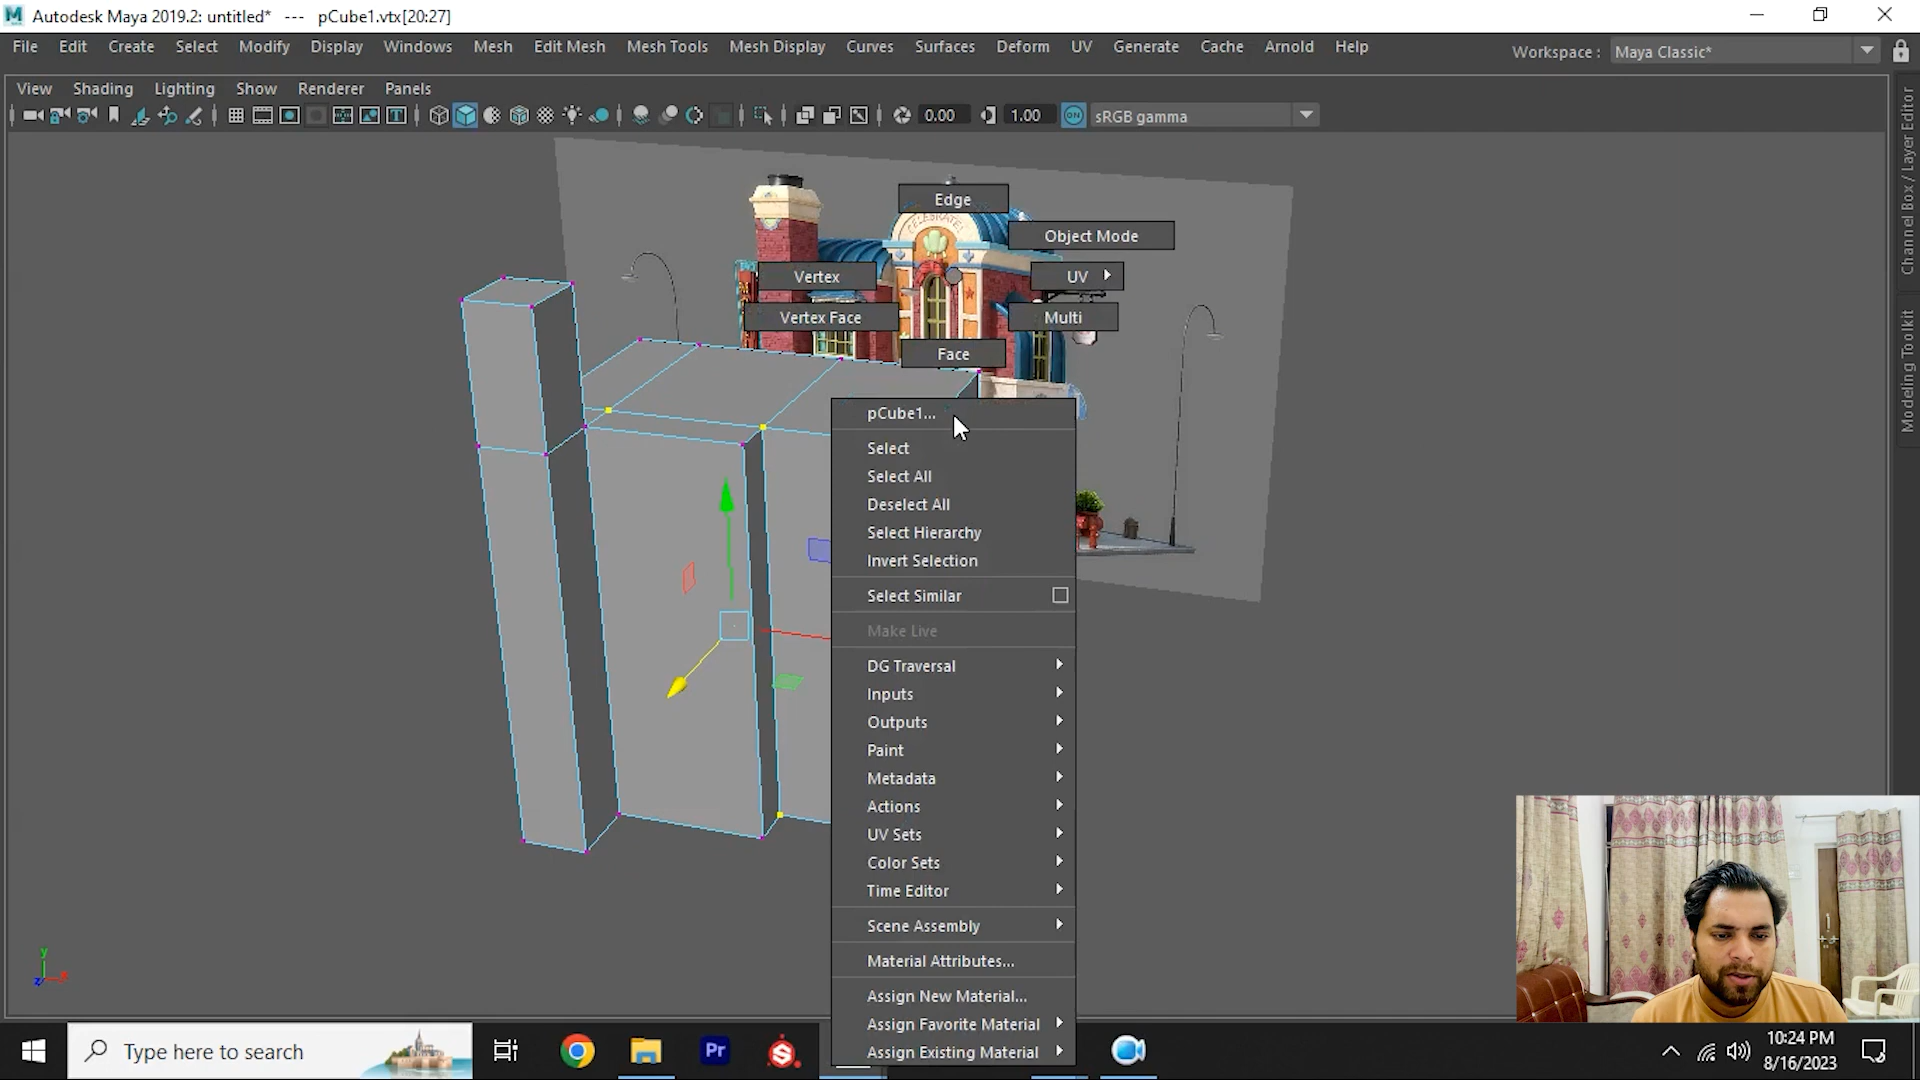 Autodesk Maya 2019.2: untitled* --- pCube1.vtx[20:27]
File Edit Create Select Modify Display Windows Mesh Edit Mesh Mesh Tools Mesh Display Curves Surfaces Deform UV Generate Cache Arnold Help
Workspace : Maya Classic*
View Shading Lighting Show Renderer Panels
0.00 1.00 ON sRGB gamma
Channel Box / Layer Editor
Modeling Toolkit
CELEBRATE!
Edge
Object Mode
Vertex
UV
Vertex Face
Multi
Face
pCube1...
Select
Select All
Deselect All
Select Hierarchy
Invert Selection
Select Similar
Make Live
DG Traversal
Inputs
Outputs
Paint
Metadata
Actions
UV Sets
Color Sets
Time Editor
Scene Assembly
Material Attributes...
Assign New Material...
Assign Favorite Material
Assign Existing Material
y
z x
Type here to search
Pr
10:24 PM
8/16/2023